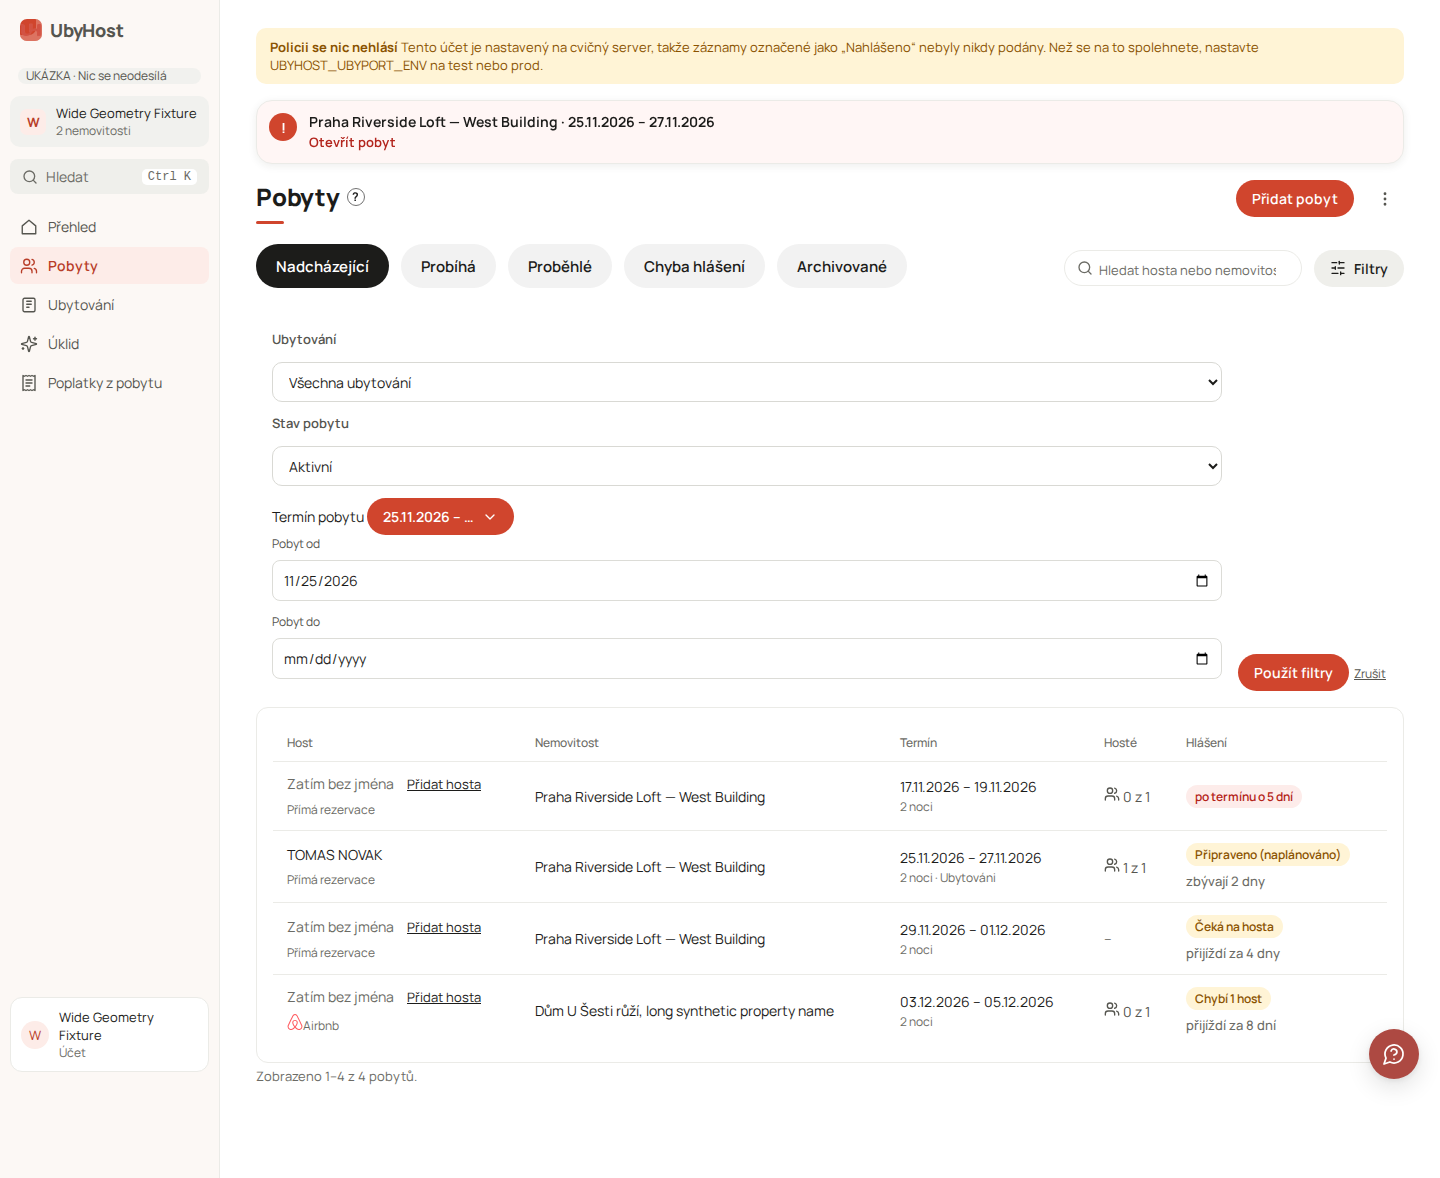 UbyHost
UKÁZKA · Nic se neodesílá
W
Wide Geometry Fixture
2 nemovitosti
Hledat
Ctrl K
Přehled
Pobyty
Ubytování
Úklid
Poplatky z pobytu
W
Wide Geometry
Fixture
Účet
Policii se nic nehlásí Tento účet je nastavený na cvičný server, takže záznamy označené jako „Nahlášeno“ nebyly nikdy podány. Než se na to spolehnete, nastavte
UBYHOST_UBYPORT_ENV na test nebo prod.
!
Praha Riverside Loft — West Building · 25.11.2026 – 27.11.2026
Otevřít pobyt
Pobyty ?
Přidat pobyt
Nadcházející
Probíhá
Proběhlé
Chyba hlášení
Archivované
Hledat hosta nebo nemovitos
Filtry
Ubytování
Všechna ubytování
Stav pobytu
Aktivní
Termín pobytu 25.11.2026 – ...
Pobyt od
11/25/2026
Pobyt do
mm/dd/yyyy
Použít filtry Zrušit
Host Nemovitost Termín Hosté Hlášení
Zatím bez jména Přidat hosta
Přímá rezervace
Praha Riverside Loft — West Building
17.11.2026 – 19.11.2026
2 noci
0 z 1
po termínu o 5 dní
TOMAS NOVAK
Přímá rezervace
Praha Riverside Loft — West Building
25.11.2026 – 27.11.2026
2 noci · Ubytováni
1 z 1
Připraveno (naplánováno)
zbývají 2 dny
Zatím bez jména Přidat hosta
Přímá rezervace
Praha Riverside Loft — West Building
29.11.2026 – 01.12.2026
2 noci
–
Čeká na hosta
přijíždí za 4 dny
Zatím bez jména Přidat hosta
Airbnb
Dům U Šesti růží, long synthetic property name
03.12.2026 – 05.12.2026
2 noci
0 z 1
Chybí 1 host
přijíždí za 8 dní
Zobrazeno 1–4 z 4 pobytů.